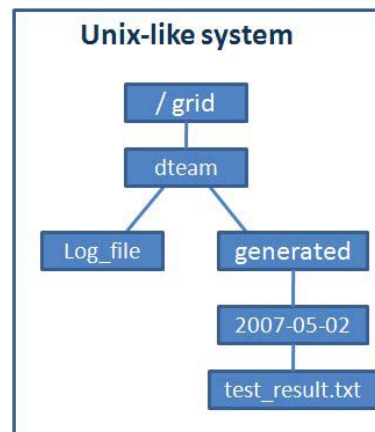 Unix-like system
/ grid
dteam
Log_file
generated
2007-05-02
test_result.txt